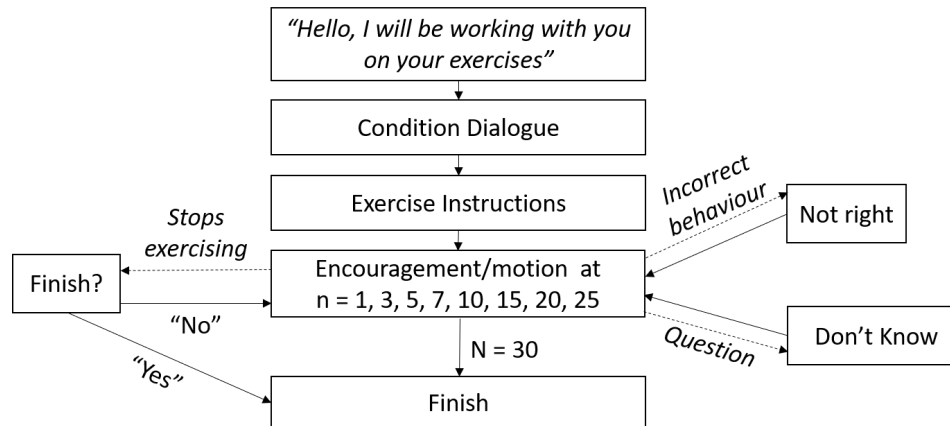 “Hello, I will be working with you
on your exercises”
Condition Dialogue
Exercise Instructions
Incorrect
behaviour
Not right
Stops
exercising
Encouragement/motion at
n = 1, 3, 5, 7, 10, 15, 20, 25
Finish?
“No”
“Yes”
Question
Don’t Know
N = 30
Finish